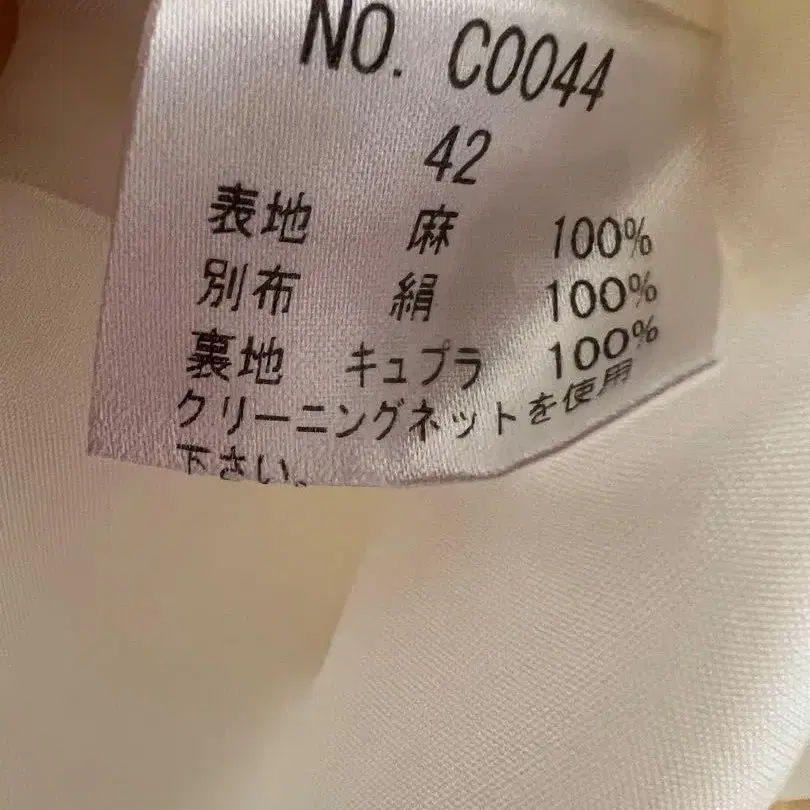 NO. C0044
42
表地 麻 100%
別布 絹 100%
裏地 キュプラ 100%
クリーニングネットを使用
下さい。